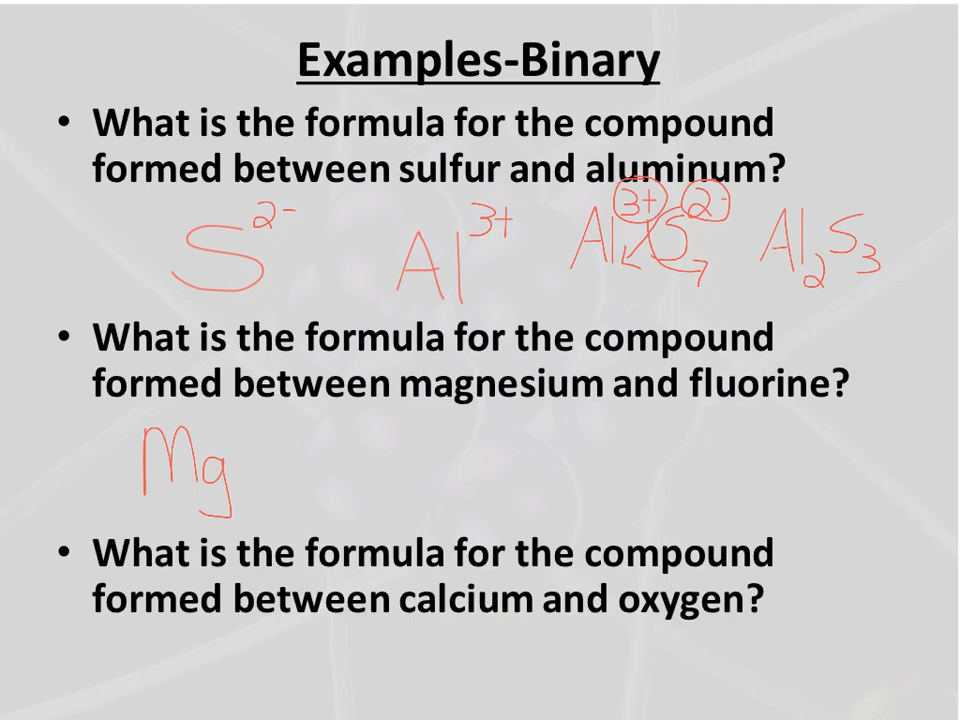 Examples-Binary
• What is the formula for the compound
formed between sulfur and aluminum?
S²⁻ Al³⁺ Al³⁺S²⁻ Al₂S₃
• What is the formula for the compound
formed between magnesium and fluorine?
Mg
• What is the formula for the compound
formed between calcium and oxygen?